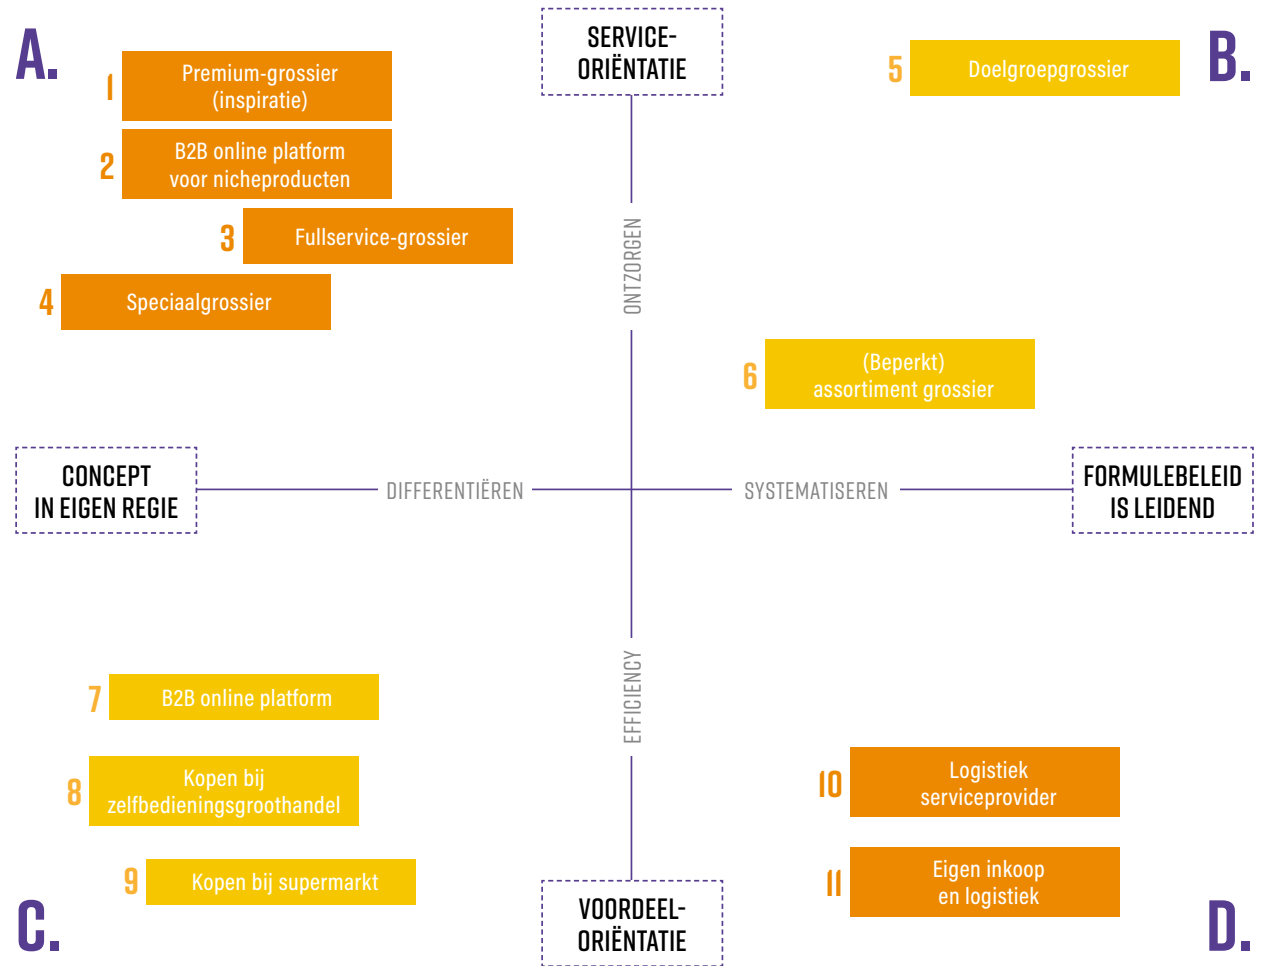 A.
1
Premium-grossier
(inspiratie)
2
B2B online platform
voor nicheproducten
3
Fullservice-grossier
4
Speciaalgrossier
SERVICE-
ORIËNTATIE
5
Doelgroepgrossier
B.
ONTZORGEN
6
(Beperkt)
assortiment grossier
CONCEPT
IN EIGEN REGIE
DIFFERENTIËREN
SYSTEMATISEREN
FORMULEBELEID
IS LEIDEND
EFFICIENCY
7
B2B online platform
8
Kopen bij
zelfbedieningsgroothandel
9
Kopen bij supermarkt
C.
VOORDEEL-
ORIËNTATIE
10
Logistiek
serviceprovider
11
Eigen inkoop
en logistiek
D.